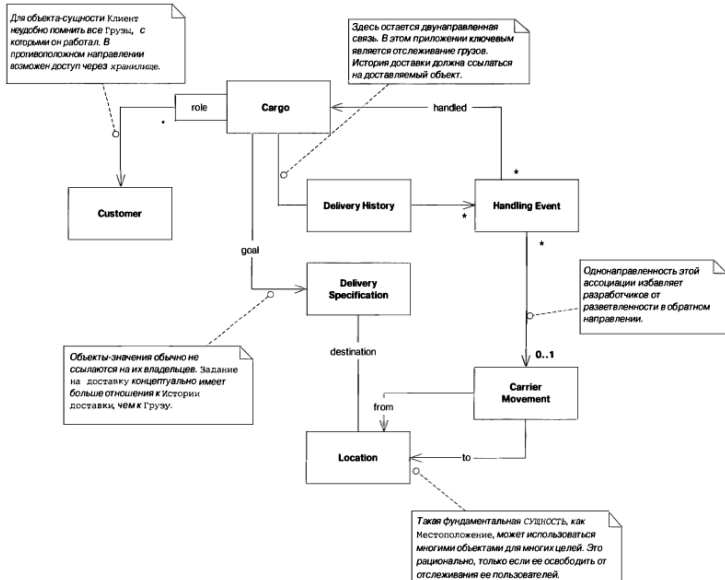 Для объекта-сущности Клиент
неудобно помнить все Грузы, с
которыми он работал. В
противоположном направлении
возможен доступ через хранилище.
Здесь остается двунаправленная
связь. В этом приложении ключевым
является отслеживание грузов.
История доставки должна ссылаться
на доставляемый объект.
role
Cargo
handled
*
*
Customer
Delivery History
*
Handling Event
*
goal
Delivery
Specification
Однонаправленность этой
ассоциации избавляет
разработчиков от
разветвленности в обратном
направлении.
destination
0..1
Объекты-значения обычно не
ссылаются на их владельцев. Задание
на доставку концептуально имеет
больше отношения к Истории
доставки, чем к Грузу.
Carrier
Movement
from
Location
to
Такая фундаментальная СУЩНОСТЬ, как
Местоположение, может использоваться
многими объектами для многих целей. Это
рационально, только если ее освободить от
отслеживания ее пользователей.